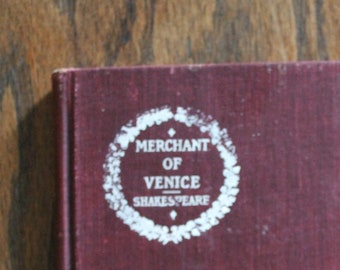 MERCHANT
OF
VENICE
SHAKESPEARE